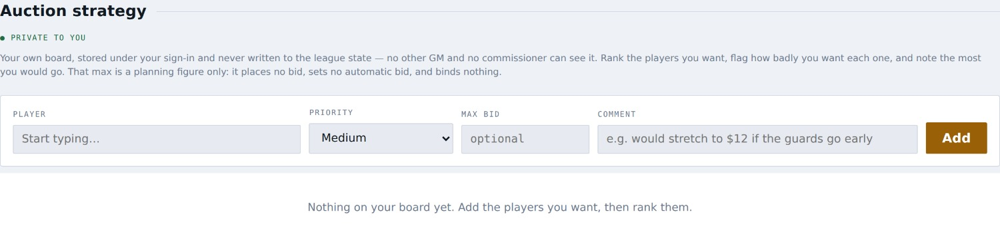 Auction strategy
PRIVATE TO YOU
Your own board, stored under your sign-in and never written to the league state — no other GM and no commissioner can see it. Rank the players you want, flag how badly you want each one, and note the most
you would go. That max is a planning figure only: it places no bid, sets no automatic bid, and binds nothing.
PLAYER PRIORITY MAX BID COMMENT
Start typing... Medium optional e.g. would stretch to $12 if the guards go early Add
Nothing on your board yet. Add the players you want, then rank them.